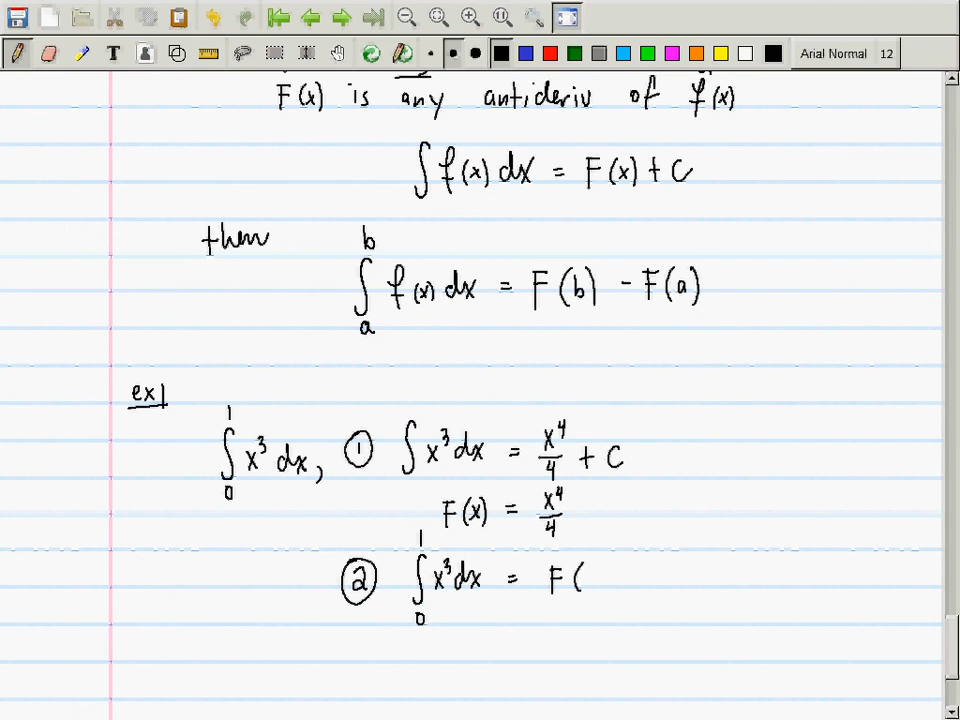 Arial Normal 12
F(x) is any antideriv of f(x)
∫ f(x) dx = F(x) + C
then ∫_a^b f(x) dx = F(b) - F(a)
ex1
∫_0^1 x³ dx, ① ∫ x³ dx = x⁴/4 + C
F(x) = x⁴/4
② ∫_0^1 x³ dx = F (